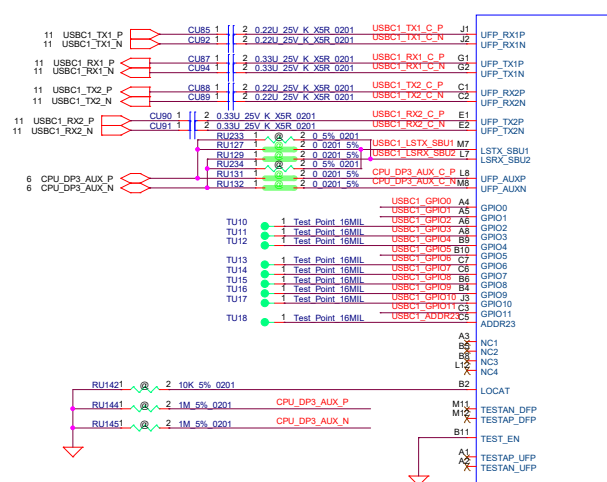 11 USBC1_TX1_P CU85 1 2 0.22U_25V_K_X5R_0201 USBC1_TX1_C_P J1 UFP_RX1P
11 USBC1_TX1_N CU92 1 2 0.22U_25V_K_X5R_0201 USBC1_TX1_C_N J2 UFP_RX1N
11 USBC1_RX1_P CU87 1 2 0.33U_25V_K_X5R_0201 USBC1_RX1_C_P G1 UFP_TX1P
11 USBC1_RX1_N CU94 1 2 0.33U_25V_K_X5R_0201 USBC1_RX1_C_N G2 UFP_TX1N
11 USBC1_TX2_P CU88 1 2 0.22U_25V_K_X5R_0201 USBC1_TX2_C_P C1 UFP_RX2P
11 USBC1_TX2_N CU89 1 2 0.22U_25V_K_X5R_0201 USBC1_TX2_C_N C2 UFP_RX2N
11 USBC1_RX2_P CU90 1 2 0.33U_25V_K_X5R_0201 USBC1_RX2_C_P E1 UFP_TX2P
11 USBC1_RX2_N CU91 1 2 0.33U_25V_K_X5R_0201 USBC1_RX2_C_N E2 UFP_TX2N
RU233 1 @ 2 0_5%_0201
RU127 1 2 0_0201_5% USBC1_LSTX_SBU1 M7 LSTX_SBU1
RU129 1 2 0_0201_5% USBC1_LSRX_SBU2 L7 LSRX_SBU2
RU234 1 @ 2 0_5%_0201
6 CPU_DP3_AUX_P RU131 1 2 0_0201_5% CPU_DP3_AUX_C_P L8 UFP_AUXP
6 CPU_DP3_AUX_N RU132 1 2 0_0201_5% CPU_DP3_AUX_C_N M8 UFP_AUXN
USBC1_GPIO0 A4 GPIO0
USBC1_GPIO1 A5 GPIO1
TU10 1 Test_Point_16MIL USBC1_GPIO2 A6 GPIO2
TU11 1 Test_Point_16MIL USBC1_GPIO3 A8 GPIO3
TU12 1 Test_Point_16MIL USBC1_GPIO4 B9 GPIO4
USBC1_GPIO5 B10 GPIO5
TU13 1 Test_Point_16MIL USBC1_GPIO6 C7 GPIO6
TU14 1 Test_Point_16MIL USBC1_GPIO7 C6 GPIO7
TU15 1 Test_Point_16MIL USBC1_GPIO8 B6 GPIO8
TU16 1 Test_Point_16MIL USBC1_GPIO9 B4 GPIO9
TU17 1 Test_Point_16MIL USBC1_GPIO10 J3 GPIO10
USBC1_GPIO11 C3 GPIO11
TU18 1 Test_Point_16MIL USBC1_ADDR23 C5 ADDR23
A3 NC1
B5 NC2
B8 NC3
L12 NC4
RU142 1 @ 2 10K_5%_0201 B2 LOCAT
RU144 1 @ 2 1M_5%_0201 CPU_DP3_AUX_P M11 TESTAN_DFP
M12 TESTAP_DFP
RU145 1 @ 2 1M_5%_0201 CPU_DP3_AUX_N B11 TEST_EN
A1 TESTAP_UFP
A2 TESTAN_UFP